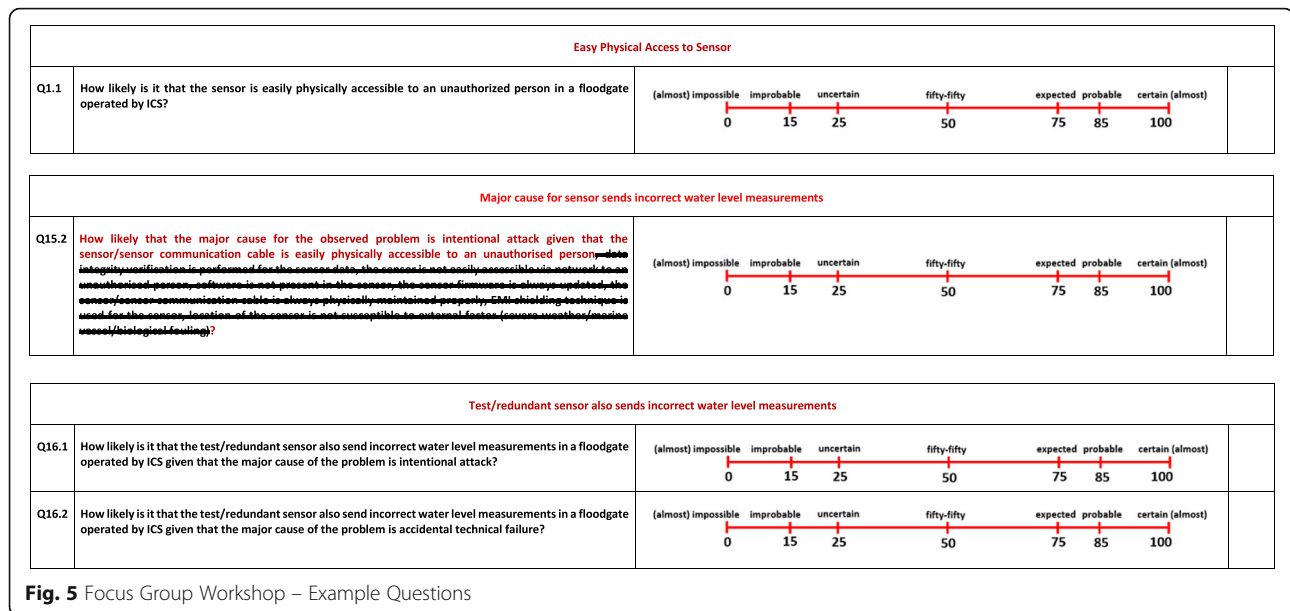 Easy Physical Access to Sensor
Q1.1 How likely is it that the sensor is easily physically accessible to an unauthorized person in a floodgate
operated by ICS?
(almost) impossible improbable uncertain fifty-fifty expected probable certain (almost)
0 15 25 50 75 85 100
Major cause for sensor sends incorrect water level measurements
Q15.2 How likely that the major cause for the observed problem is intentional attack given that the
sensor/sensor communication cable is easily physically accessible to an unauthorised person, data
integrity verification is performed for the sensor data, the sensor is not easily accessible via network to an
unauthorised person, software is not present in the sensor, the sensor firmware is always updated, the
sensor/sensor communication cable is always physically maintained properly, EMI shielding technique is
used for the sensor, location of the sensor is not susceptible to external factor (severe weather/marine
vessel/biological fouling)?
(almost) impossible improbable uncertain fifty-fifty expected probable certain (almost)
0 15 25 50 75 85 100
Test/redundant sensor also sends incorrect water level measurements
Q16.1 How likely is it that the test/redundant sensor also send incorrect water level measurements in a floodgate
operated by ICS given that the major cause of the problem is intentional attack?
(almost) impossible improbable uncertain fifty-fifty expected probable certain (almost)
0 15 25 50 75 85 100
Q16.2 How likely is it that the test/redundant sensor also send incorrect water level measurements in a floodgate
operated by ICS given that the major cause of the problem is accidental technical failure?
(almost) impossible improbable uncertain fifty-fifty expected probable certain (almost)
0 15 25 50 75 85 100
Fig. 5 Focus Group Workshop – Example Questions